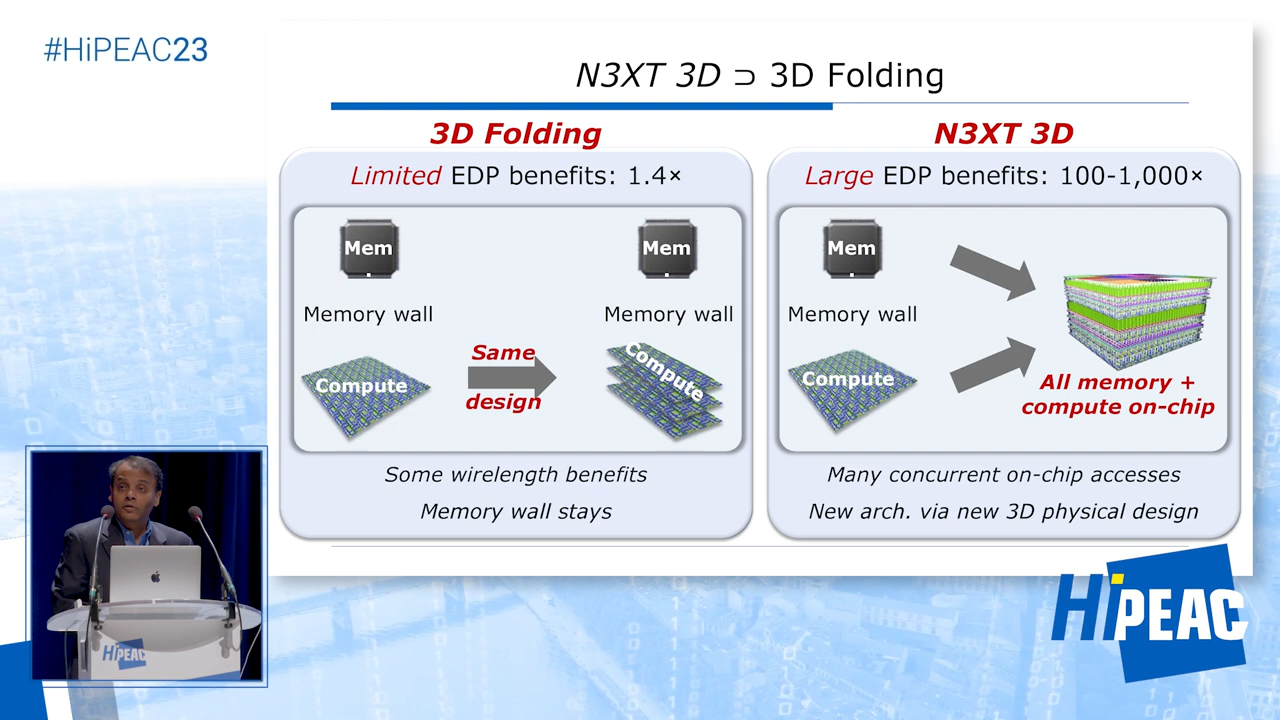 #HiPEAC23
N3XT 3D ⊃ 3D Folding
3D Folding
Limited EDP benefits: 1.4×
Mem.
Mem.
Memory wall
Memory wall
Compute
Same
design
Compute
Some wirelength benefits
Memory wall stays
N3XT 3D
Large EDP benefits: 100-1,000×
Mem.
Memory wall
Compute
All memory +
compute on-chip
Many concurrent on-chip accesses
New arch. via new 3D physical design
HiPEAC
HiPEAC